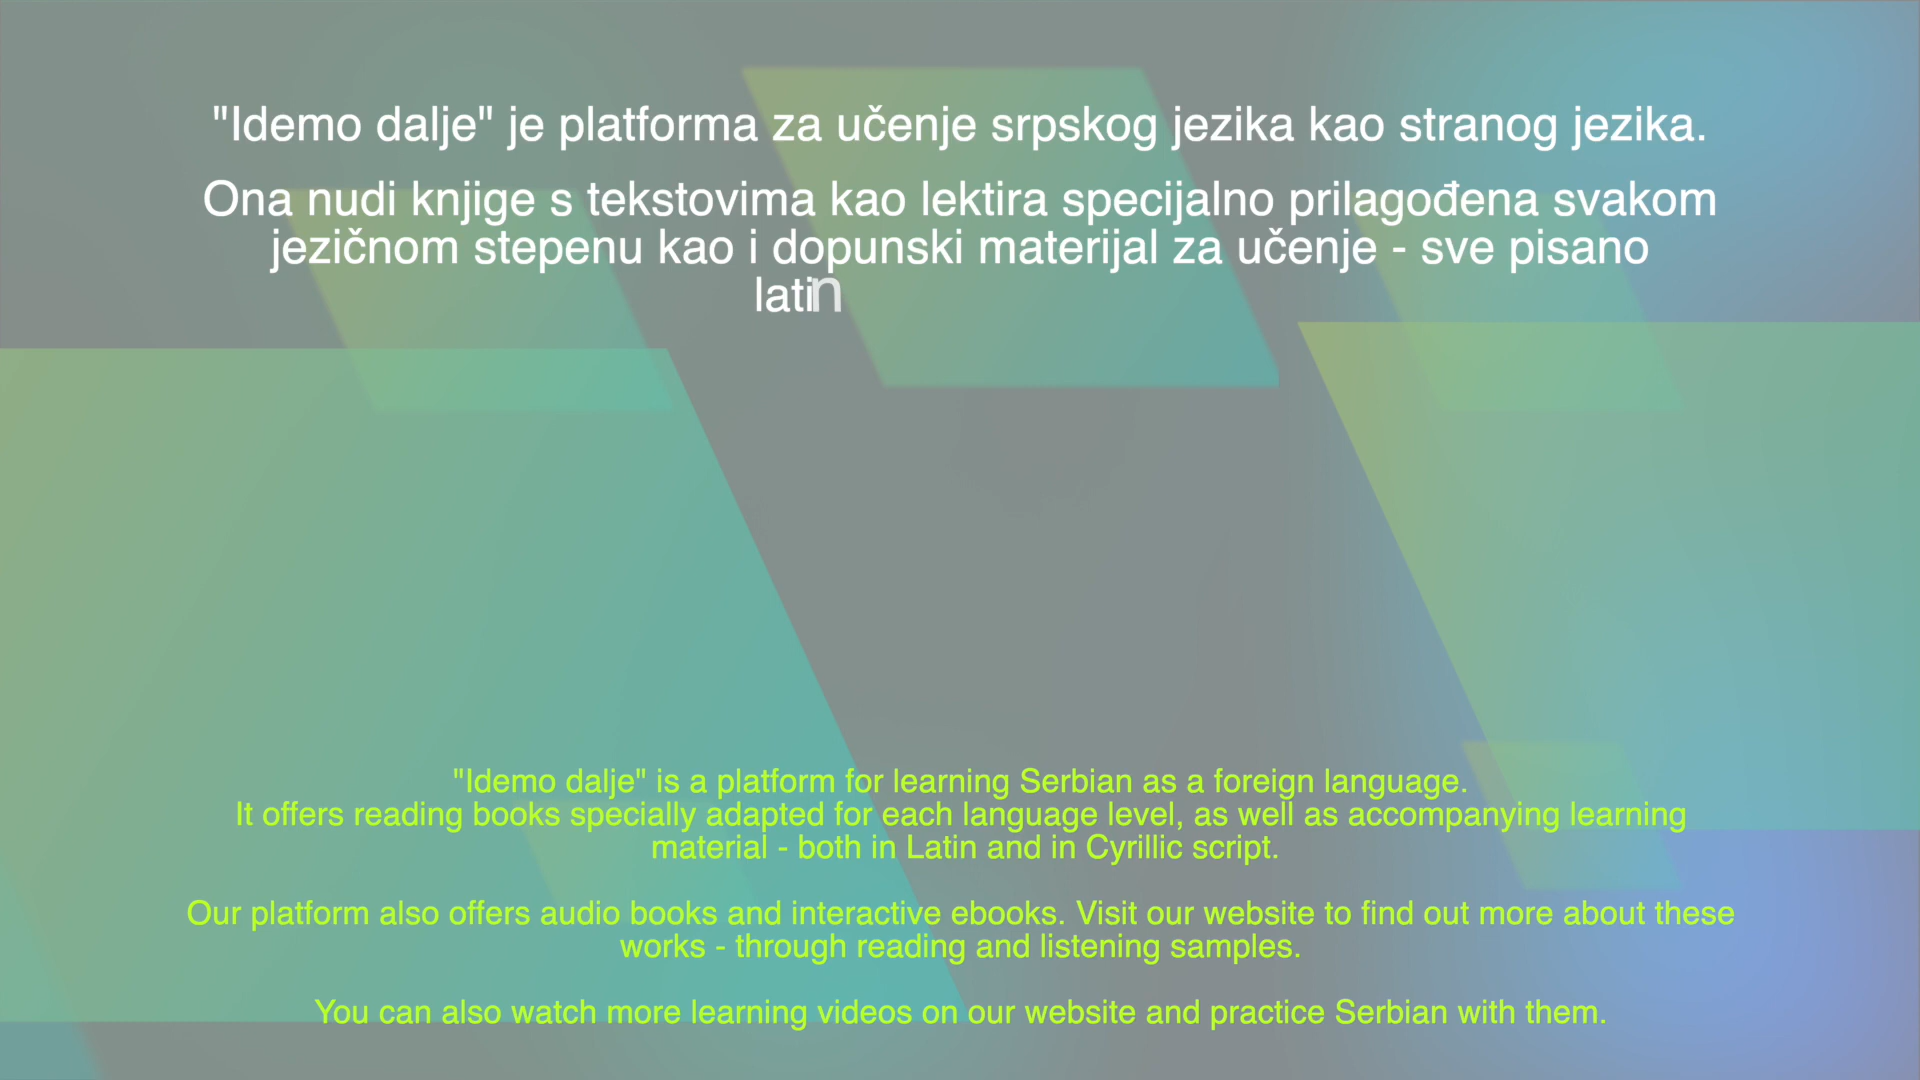 "Idemo dalje" je platforma za učenje srpskog jezika kao stranog jezika.
Ona nudi knjige s tekstovima kao lektira specijalno prilagođena svakom
jezičnom stepenu kao i dopunski materijal za učenje - sve pisano
latin
"Idemo dalje" is a platform for learning Serbian as a foreign language.
It offers reading books specially adapted for each language level, as well as accompanying learning
material - both in Latin and in Cyrillic script.
Our platform also offers audio books and interactive ebooks. Visit our website to find out more about these
works - through reading and listening samples.
You can also watch more learning videos on our website and practice Serbian with them.